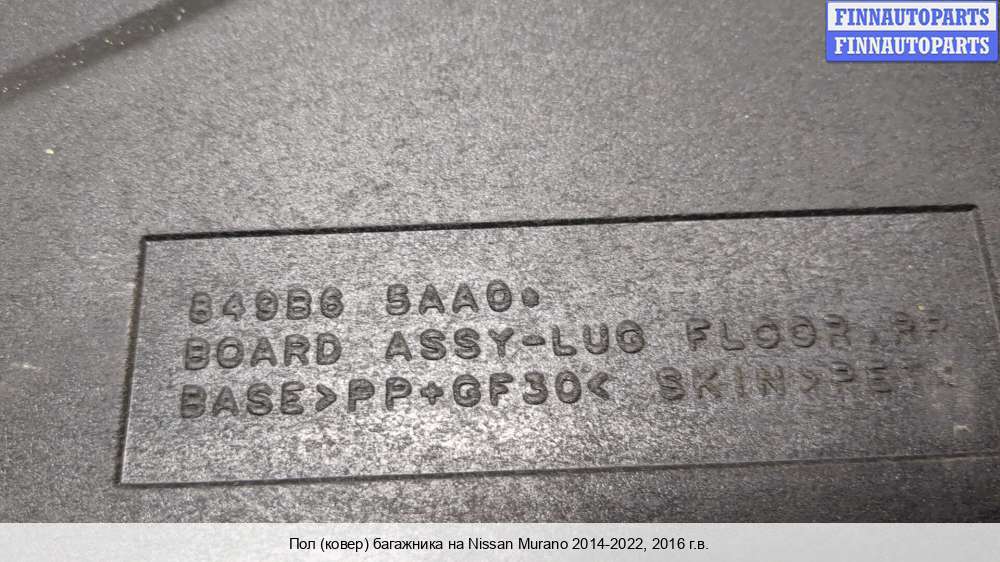 FINNAUTOPARTS
FINNAUTOPARTS
849B6 5AA0
BOARD ASSY-LUG FLOOR,RR
BASE>PP+GF30< SKIN>PET<
Пол (ковер) багажника на Nissan Murano 2014-2022, 2016 г.в.